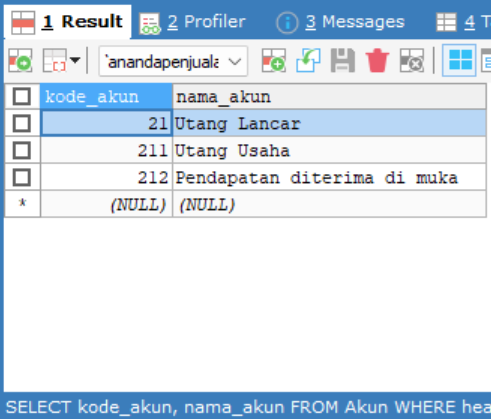 1 Result 2 Profiler 3 Messages 4 T
`anandapenjuala
kode_akun nama_akun
21 Utang Lancar
211 Utang Usaha
212 Pendapatan diterima di muka
* (NULL) (NULL)
SELECT kode_akun, nama_akun FROM Akun WHERE hea